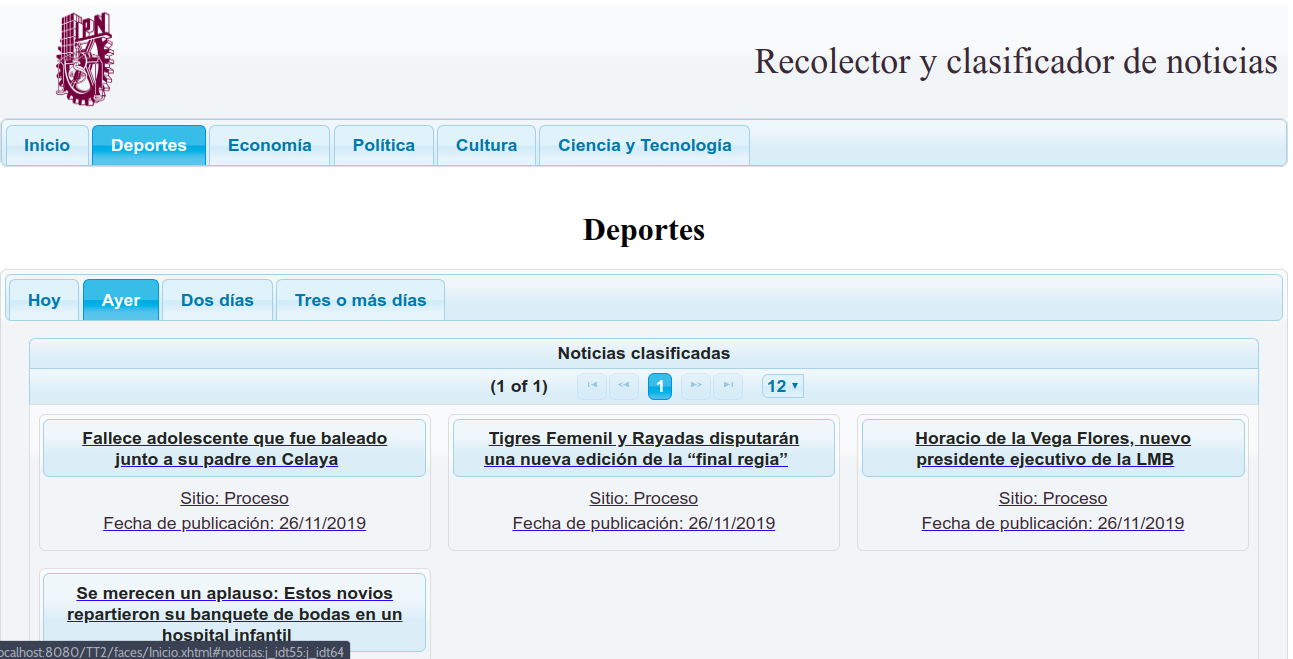 IPN
Recolector y clasificador de noticias
Inicio
Deportes
Economía
Política
Cultura
Ciencia y Tecnología
Deportes
Hoy
Ayer
Dos días
Tres o más días
Noticias clasificadas
(1 of 1)
1
12
Fallece adolescente que fue baleado
junto a su padre en Celaya
Sitio: Proceso
Fecha de publicación: 26/11/2019
Tigres Femenil y Rayadas disputarán
una nueva edición de la “final regia”
Sitio: Proceso
Fecha de publicación: 26/11/2019
Horacio de la Vega Flores, nuevo
presidente ejecutivo de la LMB
Sitio: Proceso
Fecha de publicación: 26/11/2019
Se merecen un aplauso: Estos novios
repartieron su banquete de bodas en un
hospital infantil
ocalhost:8080/TT2/faces/Inicio.xhtml#noticias:j_idt55:j_idt64